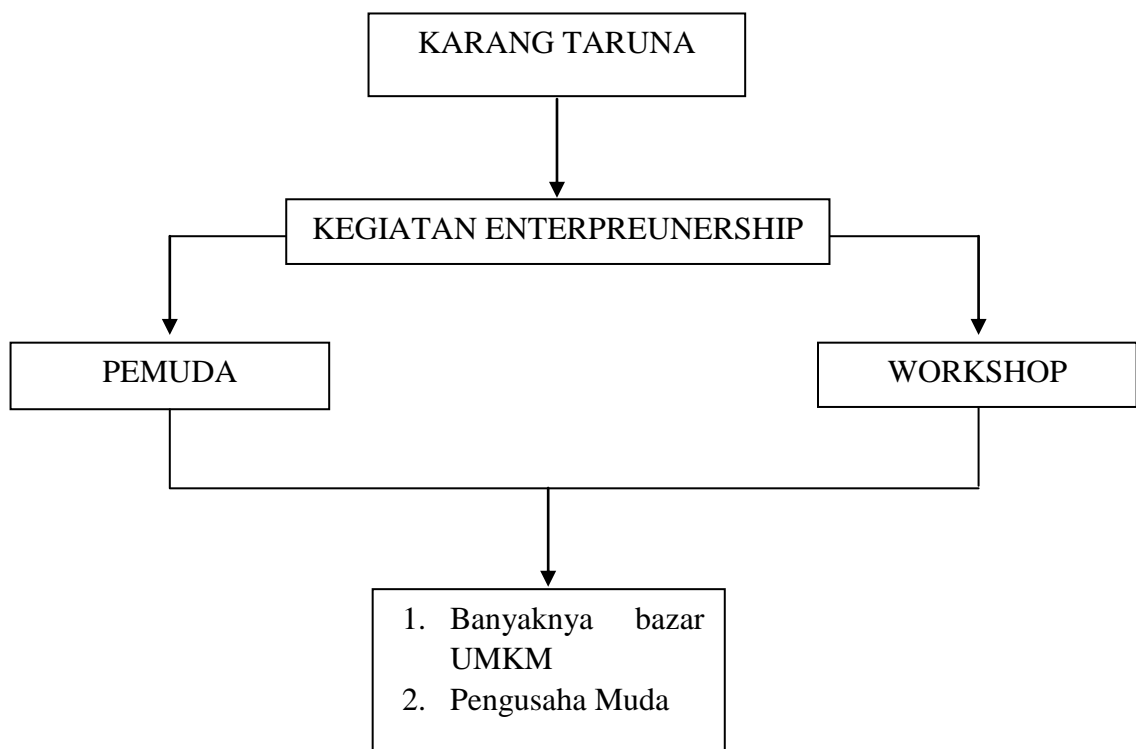 KARANG TARUNA
KEGIATAN ENTERPREUNERSHIP
PEMUDA
WORKSHOP
1. Banyaknya bazar
UMKM
2. Pengusaha Muda